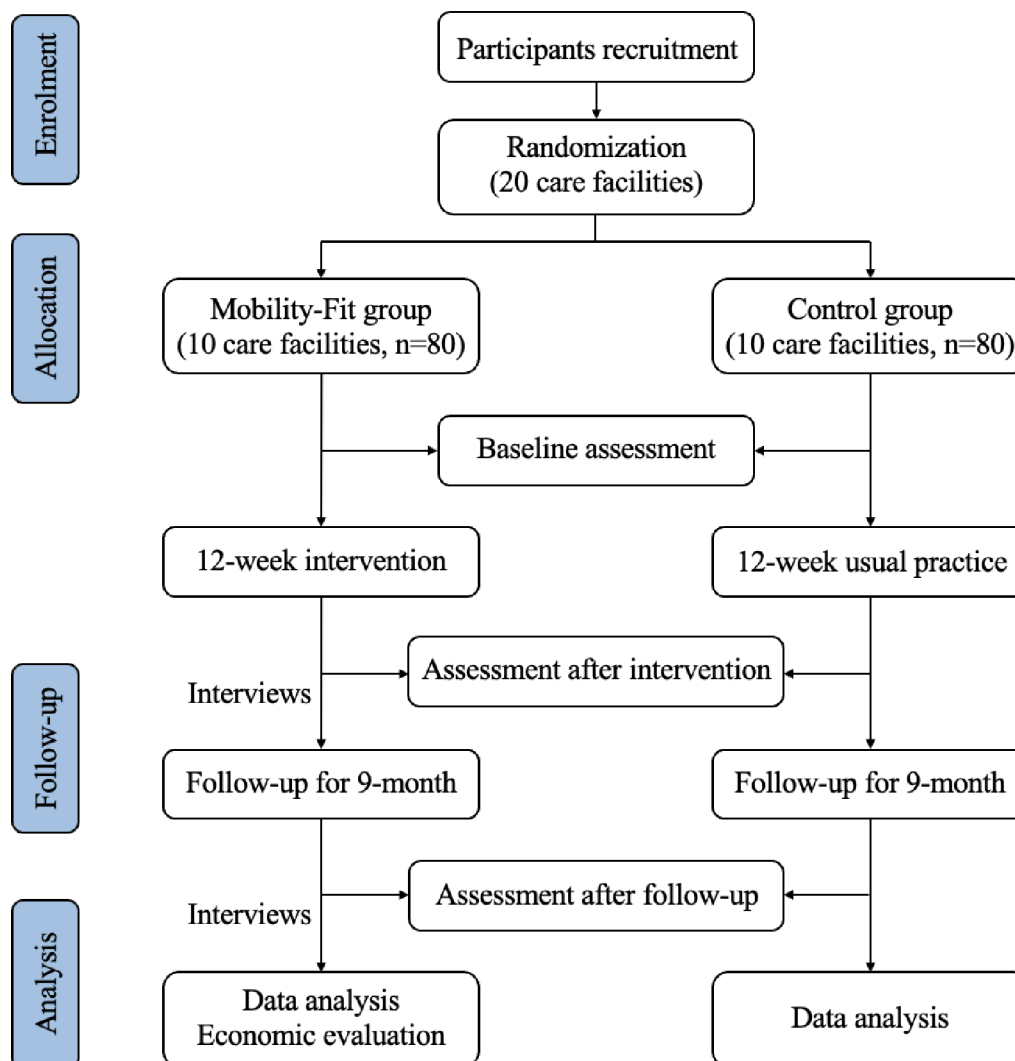 Enrolment
Participants recruitment
Randomization
(20 care facilities)
Allocation
Mobility-Fit group
(10 care facilities, n=80)
Control group
(10 care facilities, n=80)
Baseline assessment
12-week intervention
12-week usual practice
Follow-up
Assessment after intervention
Interviews
Follow-up for 9-month
Follow-up for 9-month
Analysis
Assessment after follow-up
Interviews
Data analysis
Economic evaluation
Data analysis